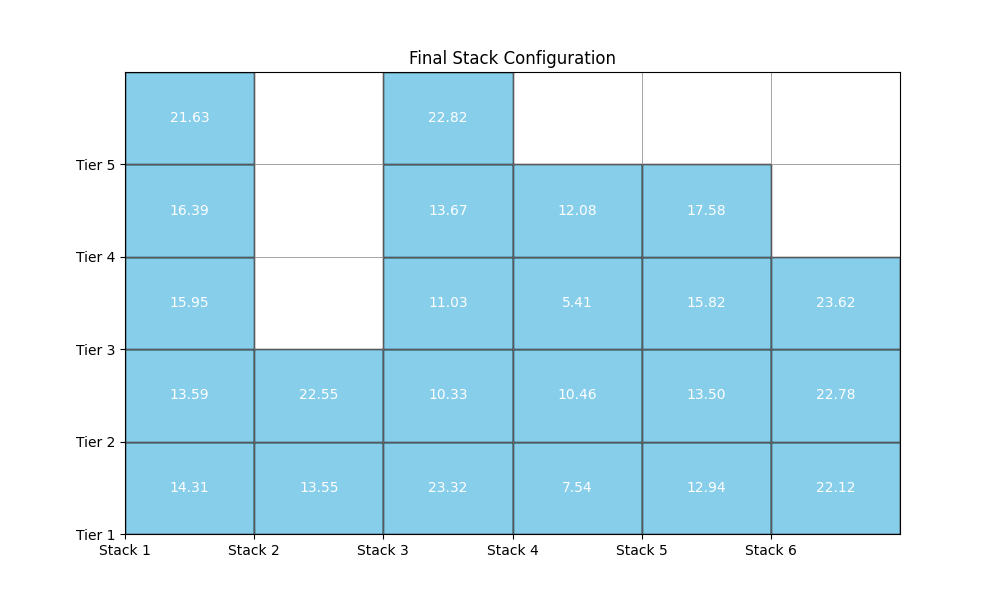 Final Stack Configuration
21.63 22.82
Tier 5
16.39 13.67 12.08 17.58
Tier 4
15.95 11.03 5.41 15.82 23.62
Tier 3
13.59 22.55 10.33 10.46 13.50 22.78
Tier 2
14.31 13.55 23.32 7.54 12.94 22.12
Tier 1
Stack 1 Stack 2 Stack 3 Stack 4 Stack 5 Stack 6